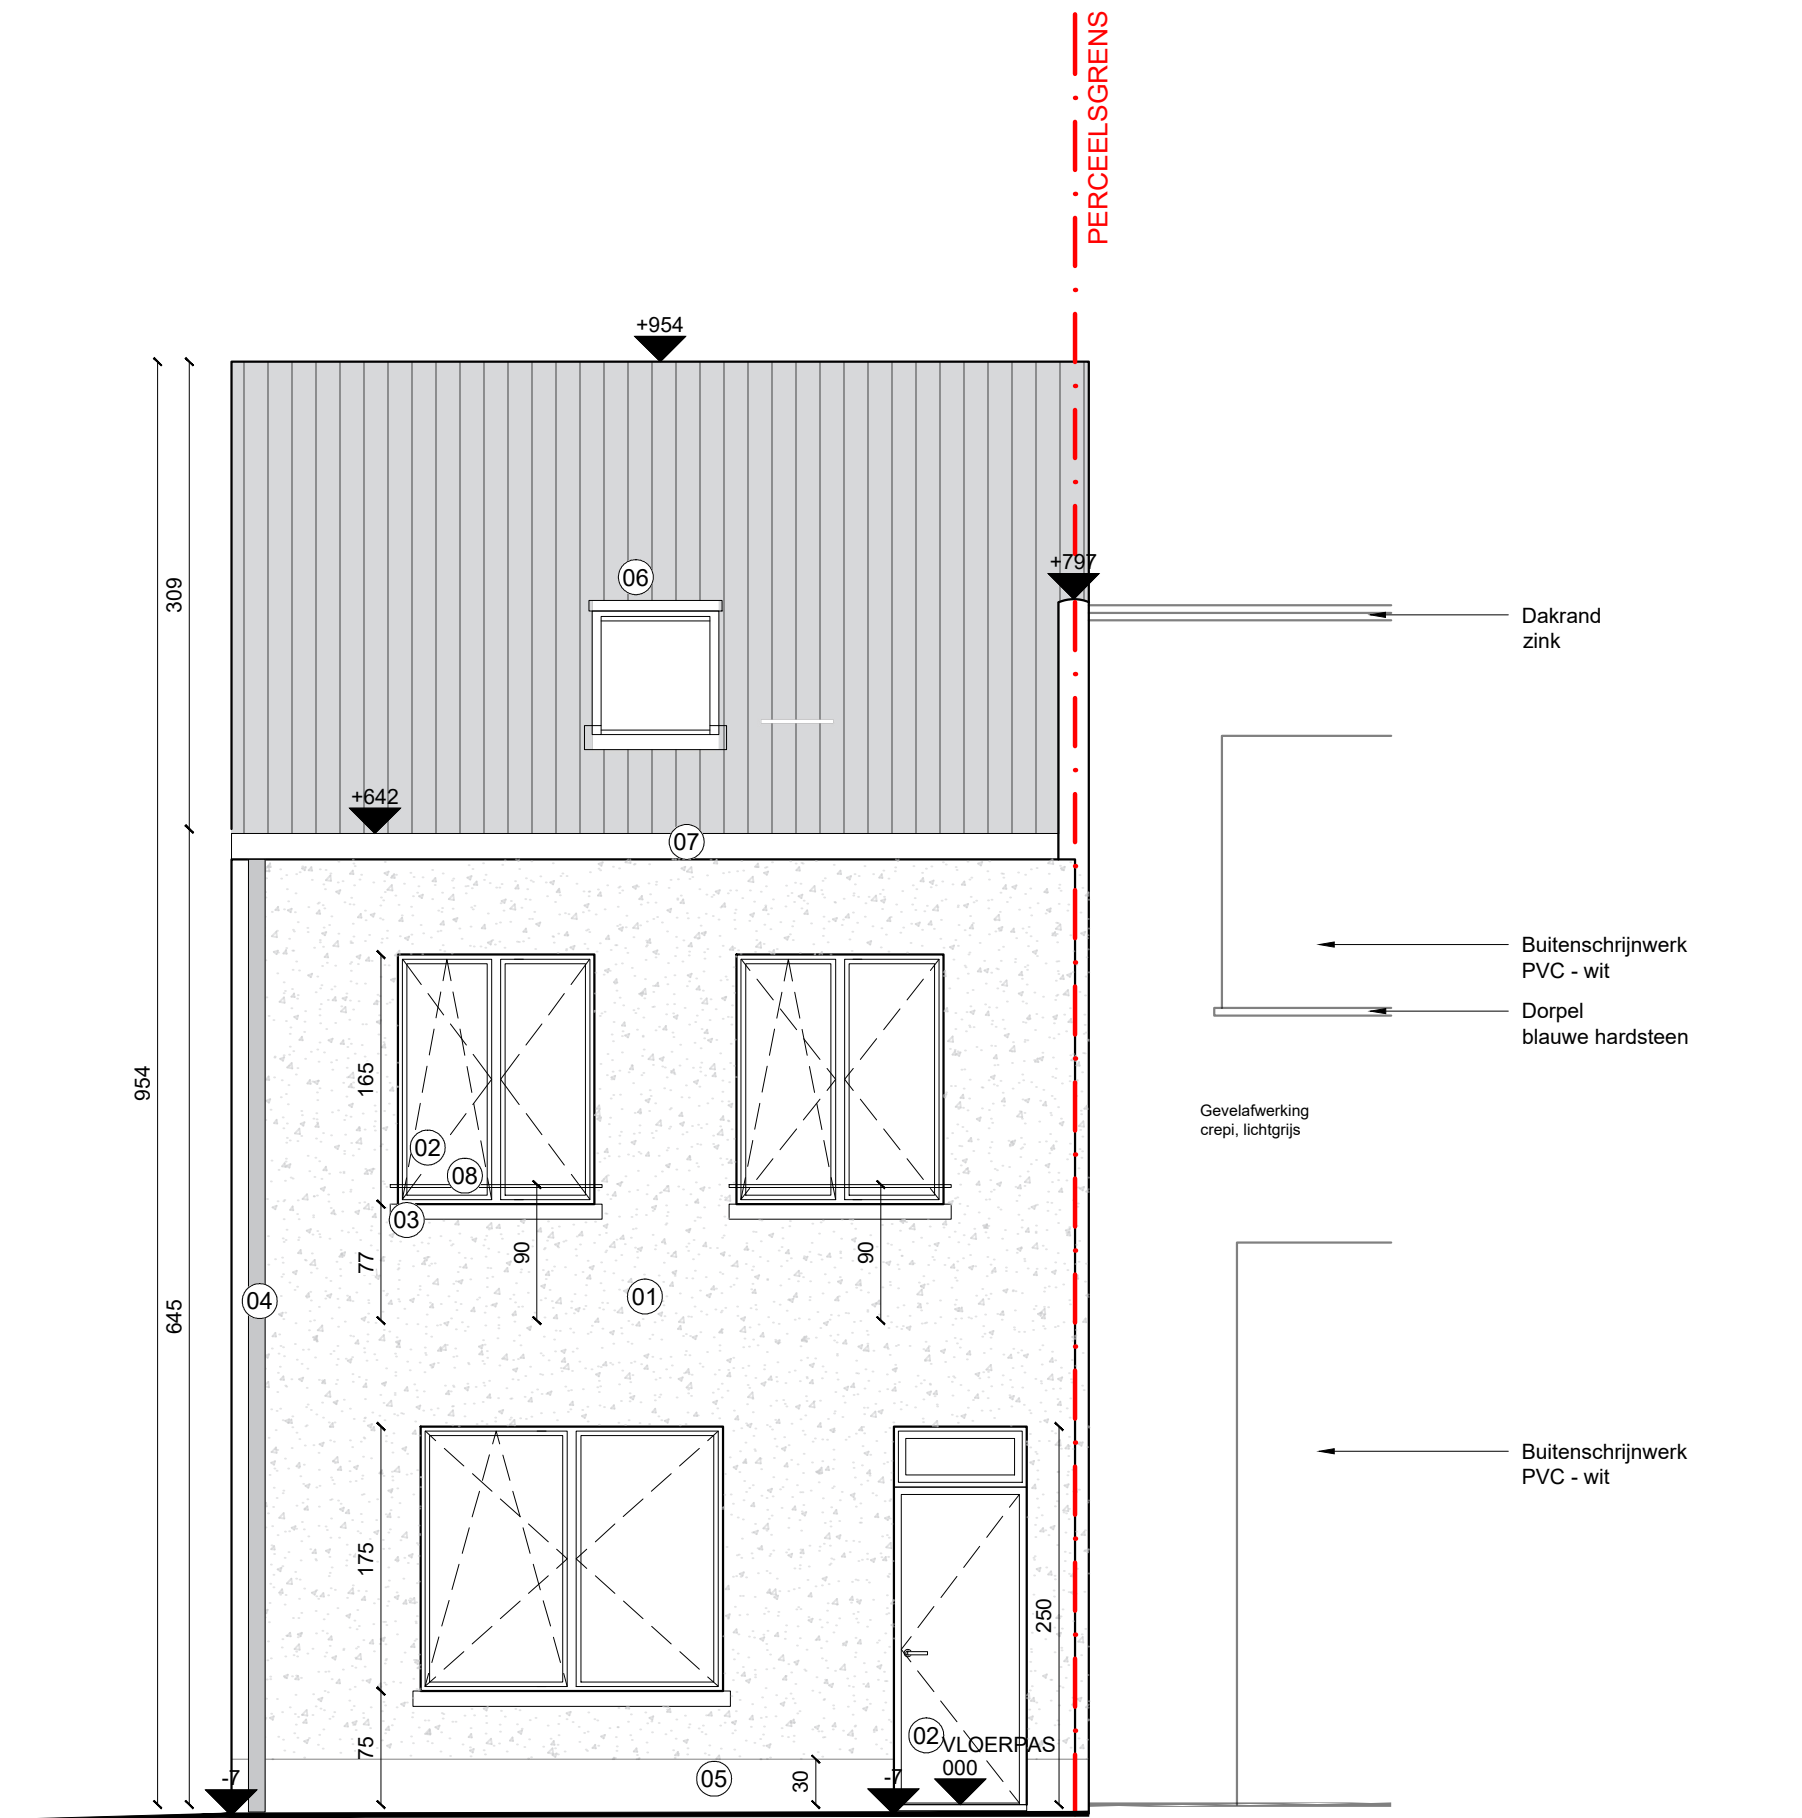 PERCEELSGRENS
+954
+797
06
309
Dakrand
zink
+642
07
Buitenschrijnwerk
PVC - wit
Dorpel
blauwe hardsteen
954
165
Gevelafwerking
crepi, lichtgrijs
02
08
03
77
90
90
04
01
645
Buitenschrijnwerk
PVC - wit
175
250
02
VLOERPAS
000
75
30
05
-7
-7